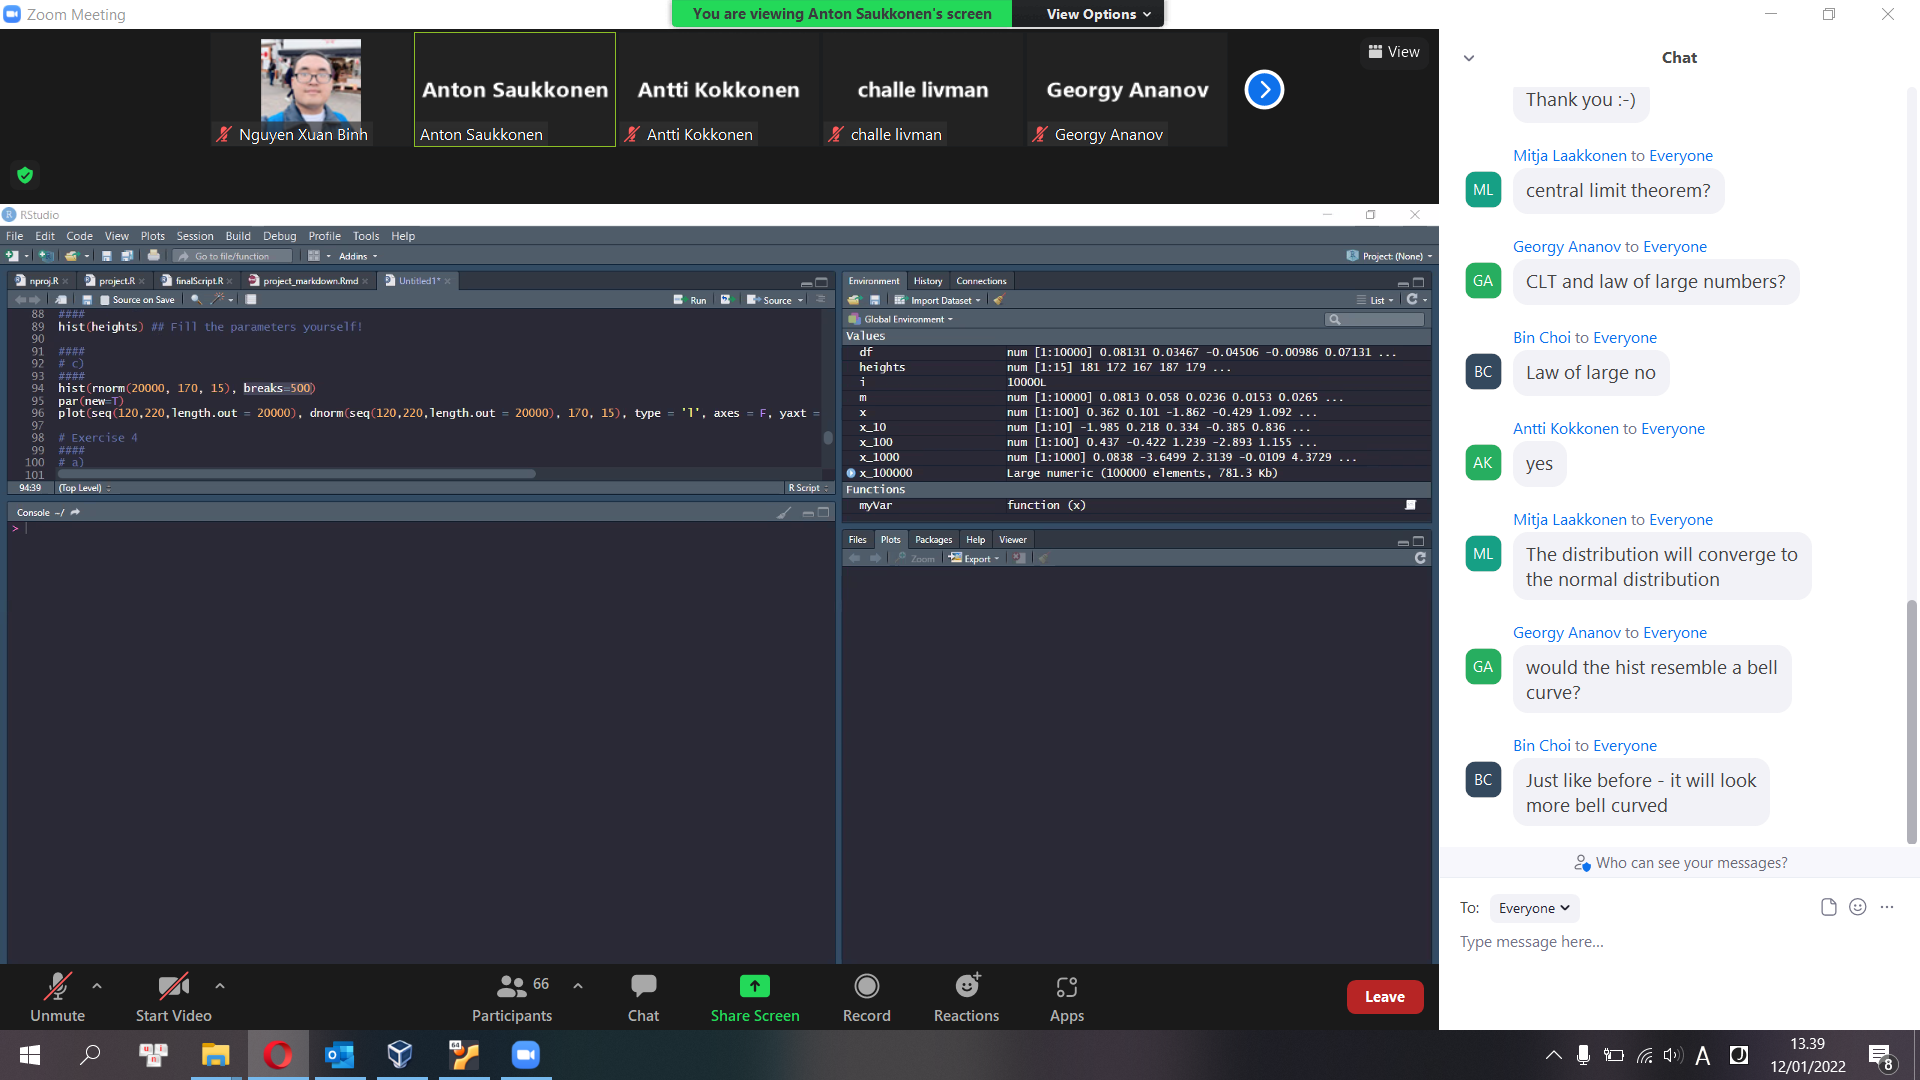 Zoom Meeting
You are viewing Anton Saukkonen's screen
View Options
View
Nguyen Xuan Binh
Anton Saukkonen
Anton Saukkonen
Antti Kokkonen
Antti Kokkonen
challe livman
challe livman
Georgy Ananov
Georgy Ananov
RStudio
File Edit Code View Plots Session Build Debug Profile Tools Help
Go to file/function
Addins
Project: (None)
nproj.R
project.R
finalScript.R
project_markdown.Rmd
Untitled1*
Source on Save
Run
Source
88 ####
89 hist(heights) ## Fill the parameters yourself!
90
91 ####
92 # c)
93 ####
94 hist(rnorm(20000, 170, 15), breaks=500)
95 par(new=T)
96 plot(seq(120,220,length.out = 20000), dnorm(seq(120,220,length.out = 20000), 170, 15), type = 'l', axes = F, yaxt =
97
98 # Exercise 4
99 ####
100 # a)
101
94:39
(Top Level)
R Script
Console ~/
>
Environment History Connections
Import Dataset
List
Global Environment
Values
df num [1:10000] 0.08131 0.03467 -0.04506 -0.00986 0.07131 ...
heights num [1:15] 181 172 167 187 179 ...
i 10000L
m num [1:10000] 0.0813 0.058 0.0236 0.0153 0.0265 ...
x num [1:100] 0.362 0.101 -1.862 -0.429 1.092 ...
x_10 num [1:10] -1.985 0.218 0.334 -0.385 0.836 ...
x_100 num [1:100] 0.437 -0.422 1.239 -2.893 1.155 ...
x_1000 num [1:1000] 0.0838 -3.6499 2.3139 -0.0109 4.3729 ...
x_100000 Large numeric (100000 elements, 781.3 Kb)
Functions
myVar function (x)
Files Plots Packages Help Viewer
Zoom
Export
Chat
Thank you :-)
Mitja Laakkonen to Everyone
ML
central limit theorem?
Georgy Ananov to Everyone
GA
CLT and law of large numbers?
Bin Choi to Everyone
BC
Law of large no
Antti Kokkonen to Everyone
AK
yes
Mitja Laakkonen to Everyone
ML
The distribution will converge to
the normal distribution
Georgy Ananov to Everyone
GA
would the hist resemble a bell
curve?
Bin Choi to Everyone
BC
Just like before - it will look
more bell curved
Who can see your messages?
To: Everyone
Type message here...
Unmute
Start Video
66
Participants
Chat
Share Screen
Record
Reactions
Apps
Leave
64
A
13.39
12/01/2022
8